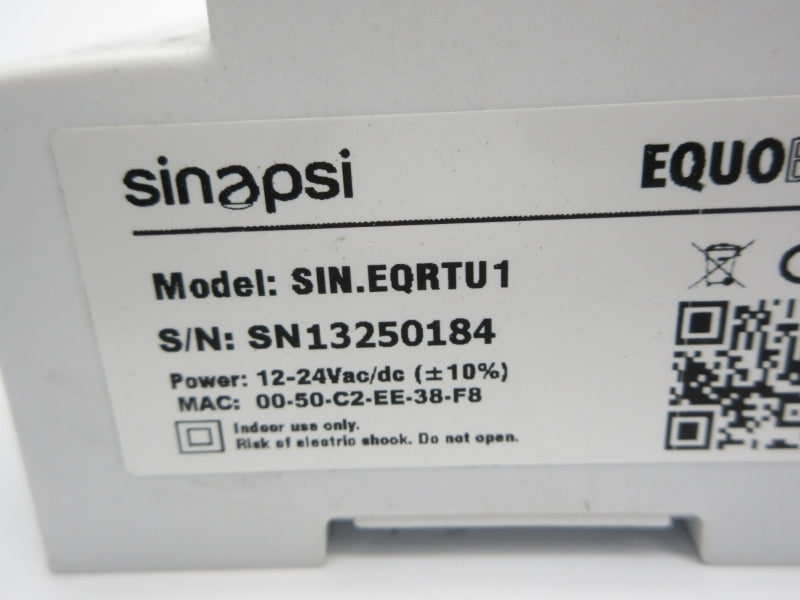 sinapsi
EQUO
Model: SIN.EQRTU1
S/N: SN13250184
Power: 12-24Vac/dc (±10%)
MAC: 00-50-C2-EE-38-F8
Indoor use only.
Risk of electric shock. Do not open.